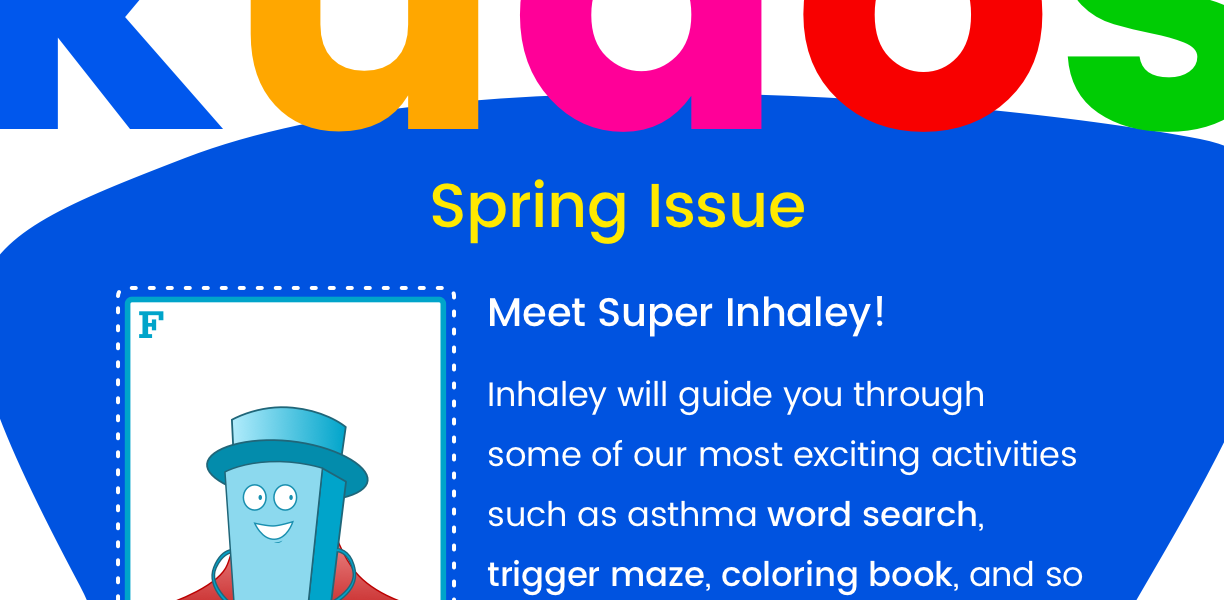 kudos
Spring Issue
F
Meet Super Inhaley!
Inhaley will guide you through
some of our most exciting activities
such as asthma word search,
trigger maze, coloring book, and so